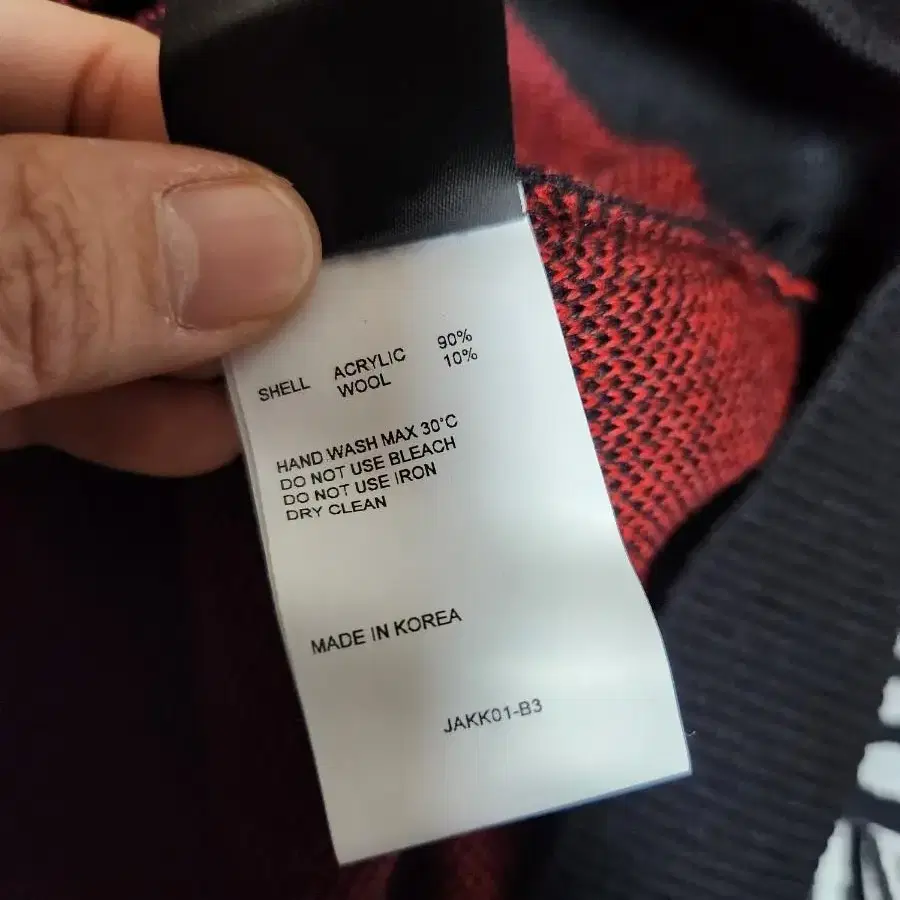 SHELL ACRYLIC 90%
WOOL 10%
HAND WASH MAX 30°C
DO NOT USE BLEACH
DO NOT USE IRON
DRY CLEAN
MADE IN KOREA
JAKK01-B3